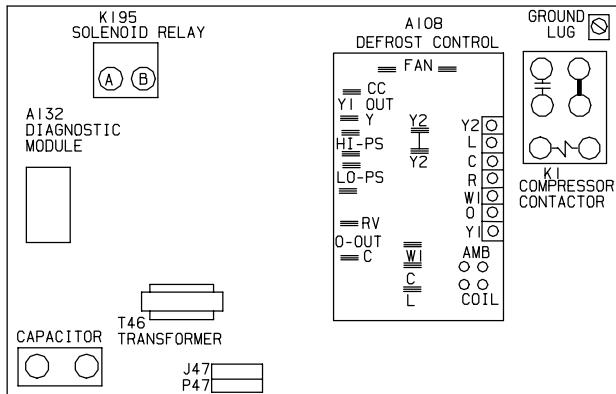 K195
SOLENOID RELAY
A B
A132
DIAGNOSTIC
MODULE
T46
TRANSFORMER
CAPACITOR
J47
P47
A108
DEFROST CONTROL
FAN
CC
Y1 OUT
Y
HI-PS
LO-PS
RV
O-OUT
C
Y2
Y2
W1
C
L
Y2
L
C
R
W1
O
Y1
AMB
COIL
GROUND
LUG
K1
COMPRESSOR
CONTACTOR